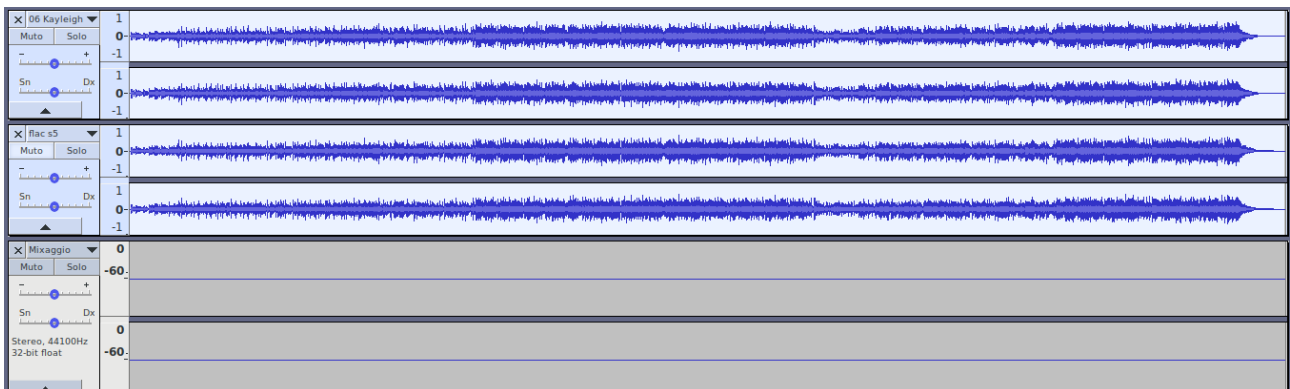 06 Kayleigh
Muto Solo
- +
Sn Dx
1
0-
-1
1
0-
-1
flac s5
Muto Solo
- +
Sn Dx
1
0-
-1
1
0-
-1
Mixaggio
Muto Solo
- +
Sn Dx
Stereo, 44100Hz
32-bit float
0
-60
0
-60